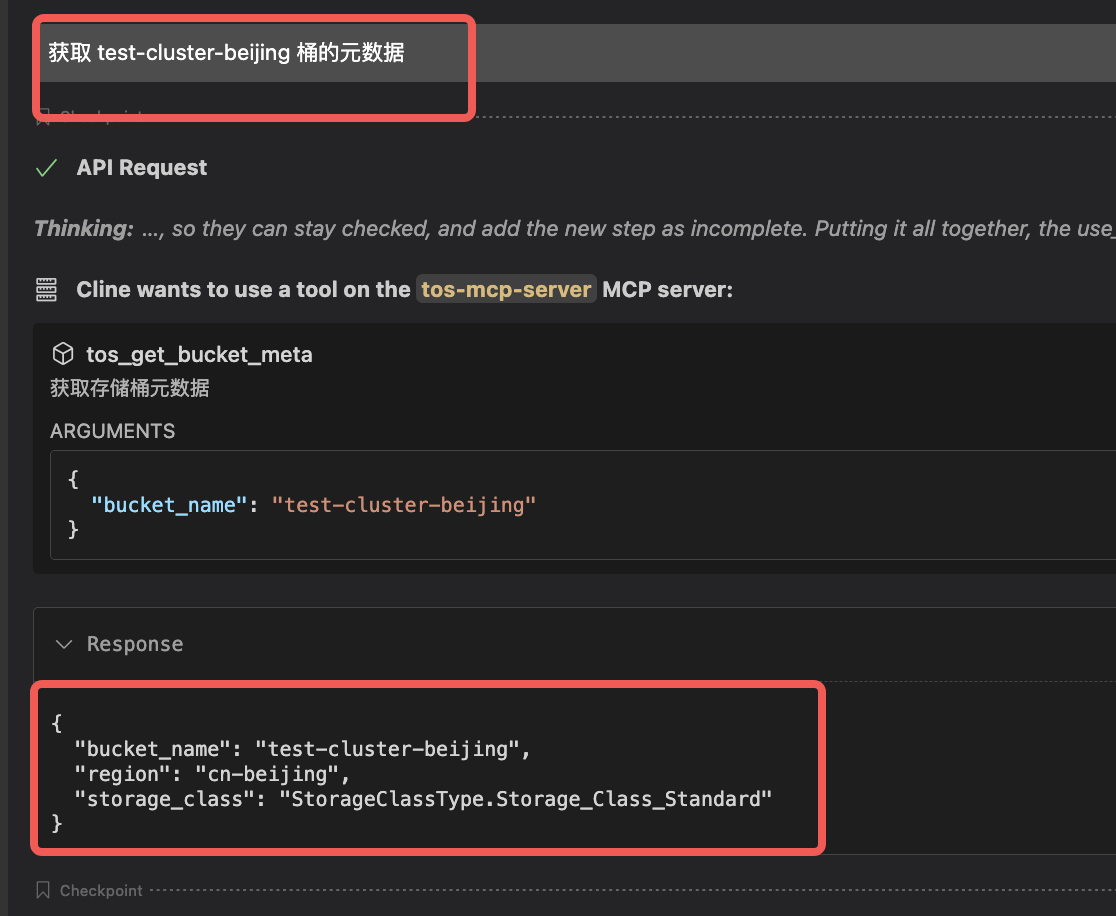 获取 test-cluster-beijing 桶的元数据
API Request
Thinking: ..., so they can stay checked, and add the new step as incomplete. Putting it all together, the use_
Cline wants to use a tool on the tos-mcp-server MCP server:
tos_get_bucket_meta
获取存储桶元数据
ARGUMENTS
{
"bucket_name": "test-cluster-beijing"
}
Response
{
"bucket_name": "test-cluster-beijing",
"region": "cn-beijing",
"storage_class": "StorageClassType.Storage_Class_Standard"
}
Checkpoint